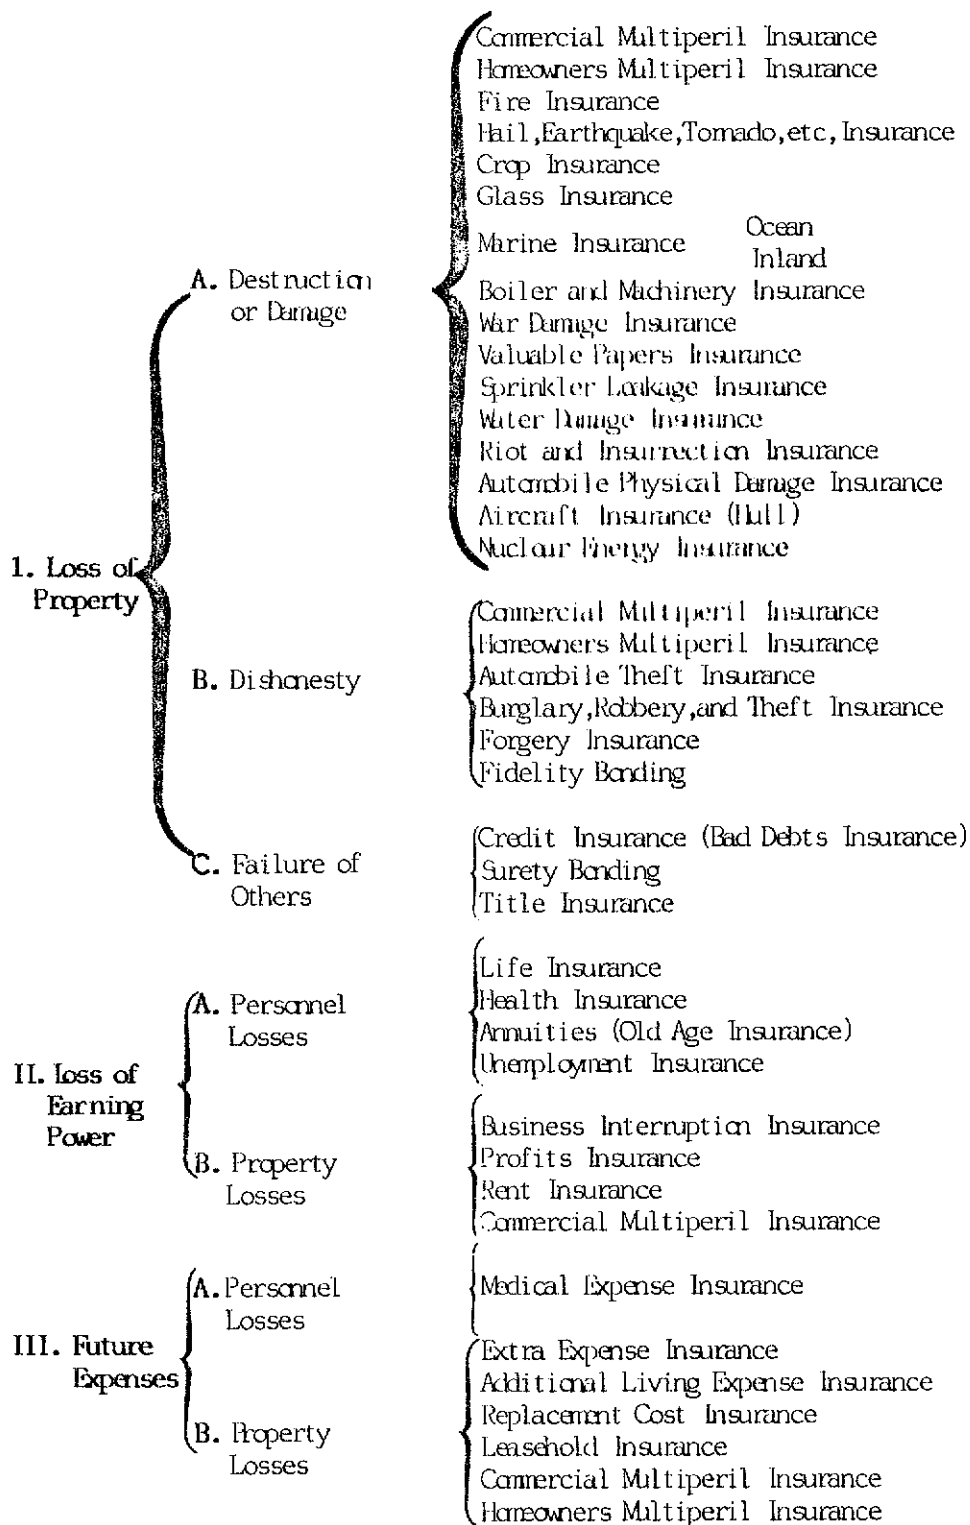 Commercial Multiperil Insurance
Homeowners Multiperil Insurance
Fire Insurance
Hail,Earthquake,Tornado,etc,Insurance
Crop Insurance
Glass Insurance
Marine Insurance Ocean
Inland
A. Destruction
or Damage
Boiler and Machinery Insurance
War Damage Insurance
Valuable Papers Insurance
Sprinkler Leakage Insurance
Water Damage Insurance
Riot and Insurrection Insurance
Automobile Physical Damage Insurance
Aircraft Insurance (Hull)
Nuclear Energy Insurance
1. Loss of
Property
Commercial Multiperil Insurance
Homeowners Multiperil Insurance
B. Dishonesty
Automobile Theft Insurance
Burglary,Robbery,and Theft Insurance
Forgery Insurance
Fidelity Bonding
C. Failure of
Others
Credit Insurance (Bad Debts Insurance)
Surety Bonding
Title Insurance
II. Loss of
Earning
Power
A. Personnel
Losses
Life Insurance
Health Insurance
Annuities (Old Age Insurance)
Unemployment Insurance
B. Property
Losses
Business Interruption Insurance
Profits Insurance
Rent Insurance
Commercial Multiperil Insurance
III. Future
Expenses
A. Personnel
Losses
Medical Expense Insurance
B. Property
Losses
Extra Expense Insurance
Additional Living Expense Insurance
Replacement Cost Insurance
Leasehold Insurance
Commercial Multiperil Insurance
Homeowners Multiperil Insurance